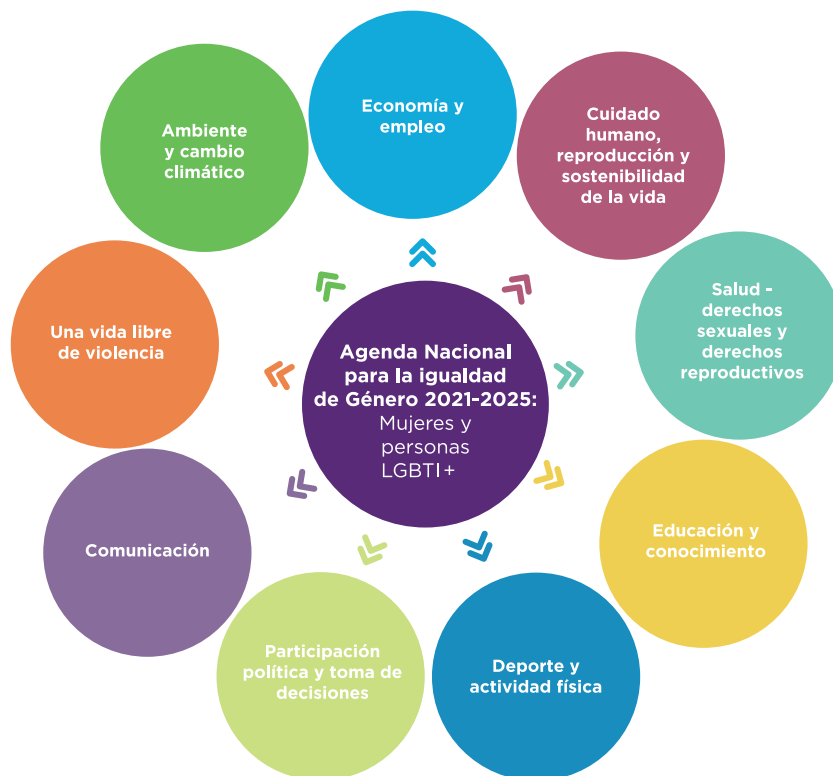 Economía y
empleo
Cuidado
humano,
reproducción y
sostenibilidad
de la vida
Salud -
derechos
sexuales y
derechos
reproductivos
Educación y
conocimiento
Deporte y
actividad física
Participación
política y toma de
decisiones
Comunicación
Una vida libre
de violencia
Ambiente
y cambio
climático
Agenda Nacional
para la igualdad
de Género 2021-2025:
Mujeres y
personas
LGBTI+